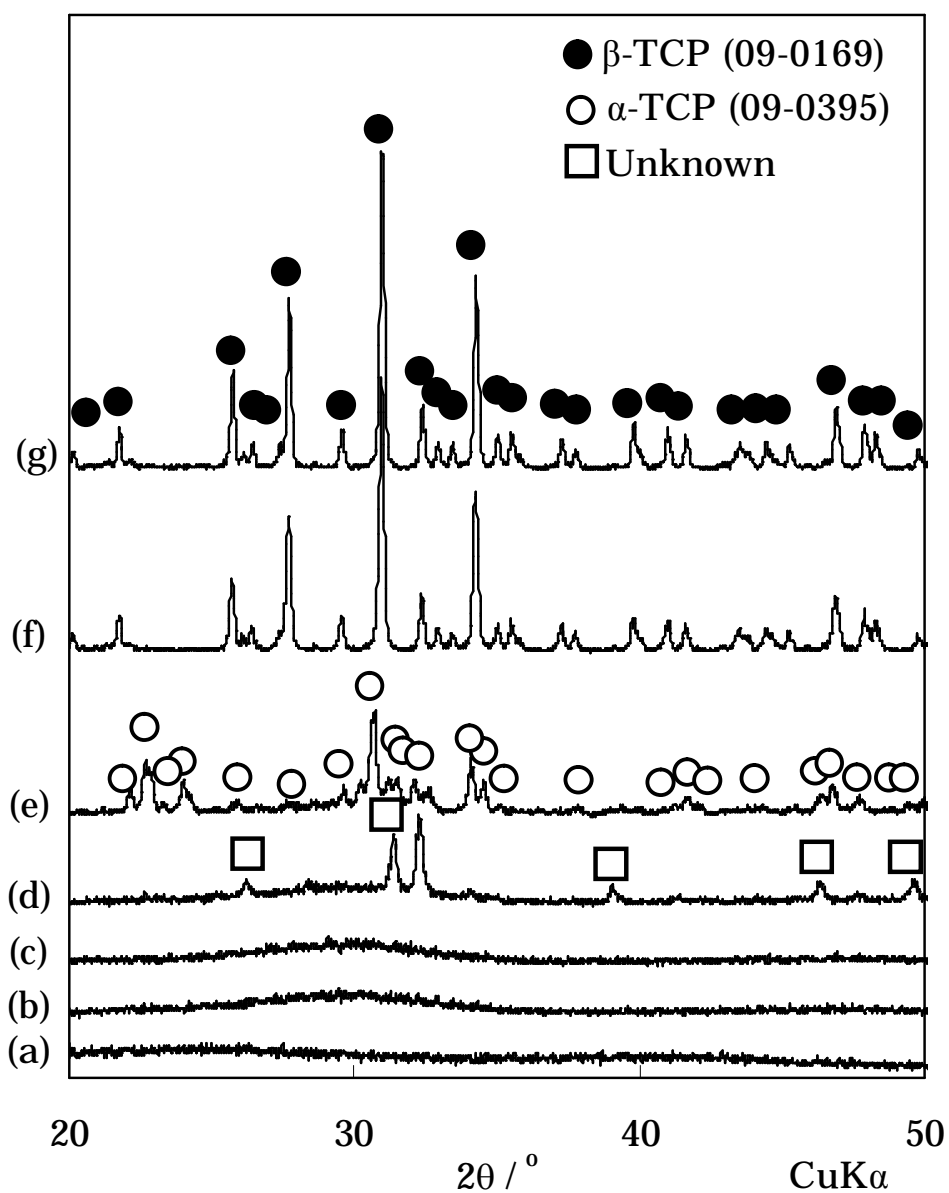 β-TCP (09-0169)
α-TCP (09-0395)
Unknown
(g)
(f)
(e)
(d)
(c)
(b)
(a)
20 30 40 50
2θ / ° CuKα